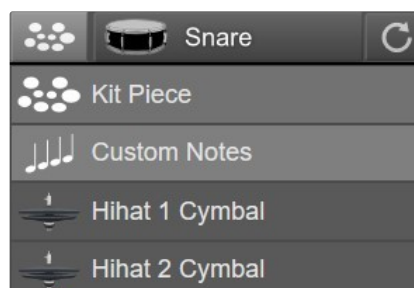 Snare
Kit Piece
Custom Notes
Hihat 1 Cymbal
Hihat 2 Cymbal